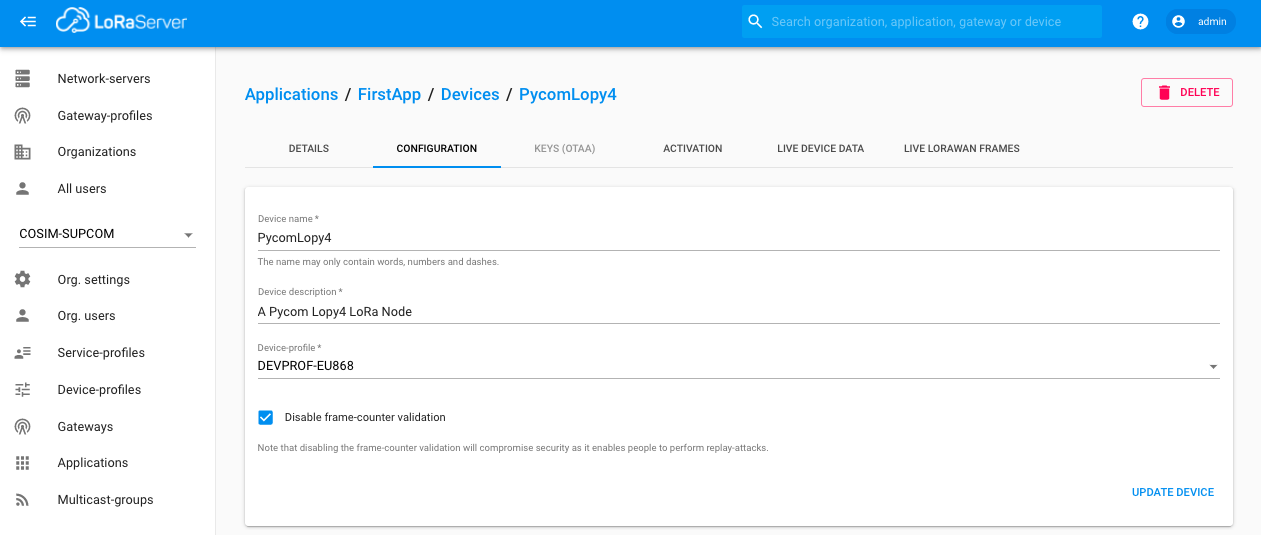 LoRaServer
Search organization, application, gateway or device
?
admin
Network-servers
Gateway-profiles
Organizations
All users
COSIM-SUPCOM
Org. settings
Org. users
Service-profiles
Device-profiles
Gateways
Applications
Multicast-groups
Applications / FirstApp / Devices / PycomLopy4
DELETE
DETAILS CONFIGURATION KEYS (OTAA) ACTIVATION LIVE DEVICE DATA LIVE LORAWAN FRAMES
Device name *
PycomLopy4
The name may only contain words, numbers and dashes.
Device description *
A Pycom Lopy4 LoRa Node
Device-profile *
DEVPROF-EU868
Disable frame-counter validation
Note that disabling the frame-counter validation will compromise security as it enables people to perform replay-attacks.
UPDATE DEVICE